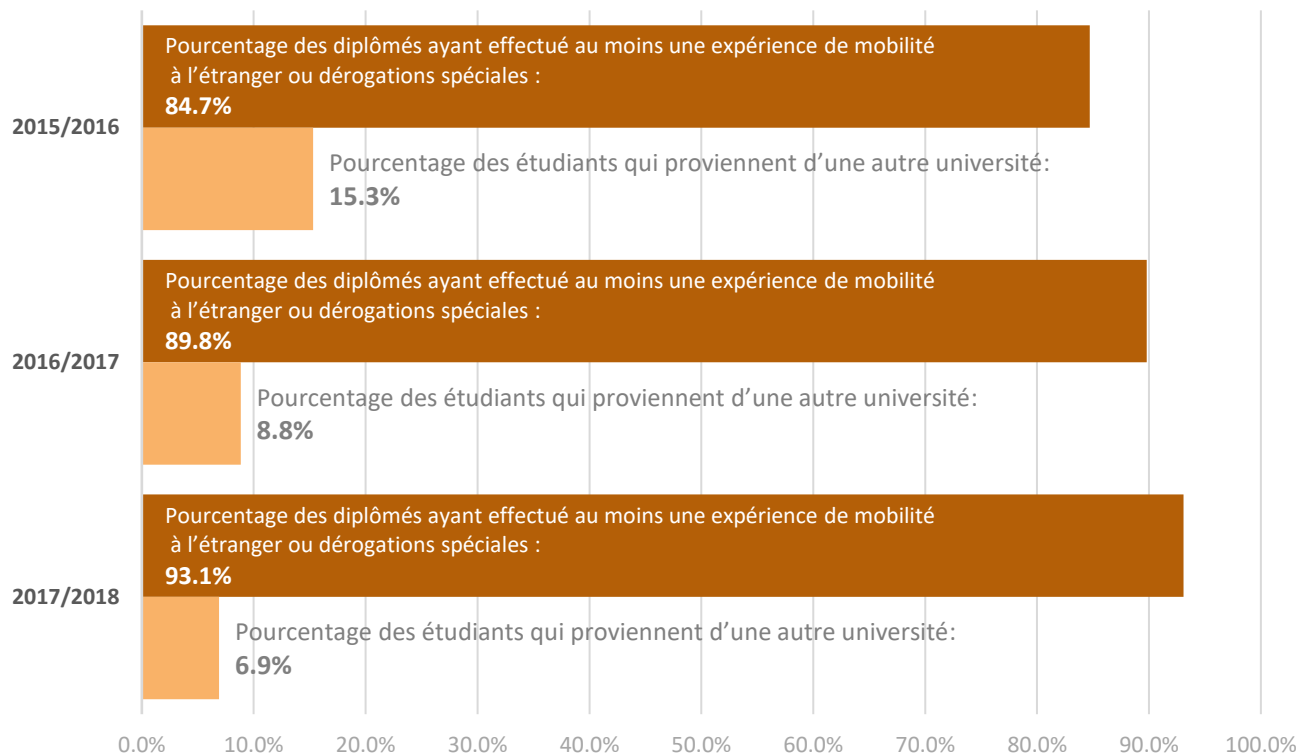 Pourcentage des diplômés ayant effectué au moins une expérience de mobilité
à l’étranger ou dérogations spéciales :
84.7%
2015/2016
Pourcentage des étudiants qui proviennent d’une autre université:
15.3%
Pourcentage des diplômés ayant effectué au moins une expérience de mobilité
à l’étranger ou dérogations spéciales :
89.8%
2016/2017
Pourcentage des étudiants qui proviennent d’une autre université:
8.8%
Pourcentage des diplômés ayant effectué au moins une expérience de mobilité
à l’étranger ou dérogations spéciales :
93.1%
2017/2018
Pourcentage des étudiants qui proviennent d’une autre université:
6.9%
0.0% 10.0% 20.0% 30.0% 40.0% 50.0% 60.0% 70.0% 80.0% 90.0% 100.0%